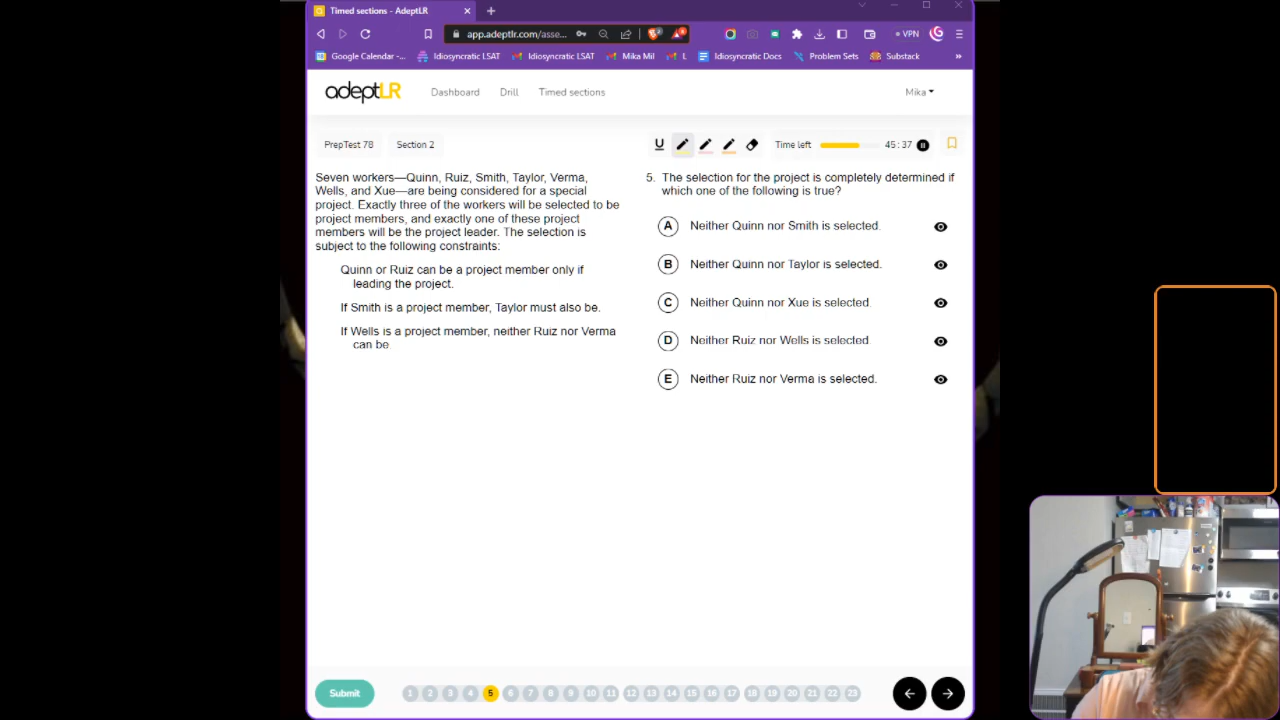 Timed sections - AdeptLR
app.adeptlr.com/asse...
VPN
Google Calendar -...
Idiosyncratic LSAT
Idiosyncratic LSAT
Mika Mil
L
Idiosyncratic Docs
Problem Sets
Substack
adeptLR
Dashboard
Drill
Timed sections
Mika
PrepTest 78
Section 2
U
Time left
45 : 37
Seven workers—Quinn, Ruiz, Smith, Taylor, Verma,
Wells, and Xue—are being considered for a special
project. Exactly three of the workers will be selected to be
project members, and exactly one of these project
members will be the project leader. The selection is
subject to the following constraints:
Quinn or Ruiz can be a project member only if
leading the project.
If Smith is a project member, Taylor must also be.
If Wells is a project member, neither Ruiz nor Verma
can be.
5. The selection for the project is completely determined if
which one of the following is true?
A Neither Quinn nor Smith is selected.
B Neither Quinn nor Taylor is selected.
C Neither Quinn nor Xue is selected.
D Neither Ruiz nor Wells is selected.
E Neither Ruiz nor Verma is selected.
Submit
1 2 3 4 5 6 7 8 9 10 11 12 13 14 15 16 17 18 19 20 21 22 23